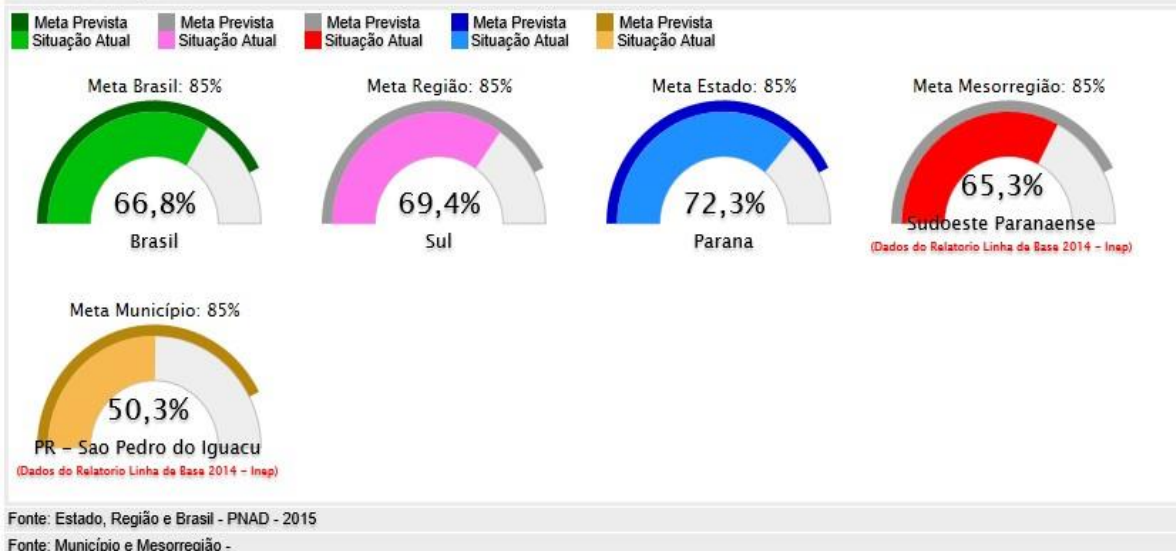 Meta Prevista Meta Prevista Meta Prevista Meta Prevista Meta Prevista
Situação Atual Situação Atual Situação Atual Situação Atual Situação Atual
Meta Brasil: 85% Meta Região: 85% Meta Estado: 85% Meta Mesorregião: 85%
66,8% 69,4% 72,3% 65,3%
Brasil Sul Parana Sudoeste Paranaense
(Dados do Relatorio Linha de Base 2014 - Inep)
Meta Município: 85%
50,3%
PR - Sao Pedro do Iguacu
(Dados do Relatorio Linha de Base 2014 - Inep)
Fonte: Estado, Região e Brasil - PNAD - 2015
Fonte: Município e Mesorregião -